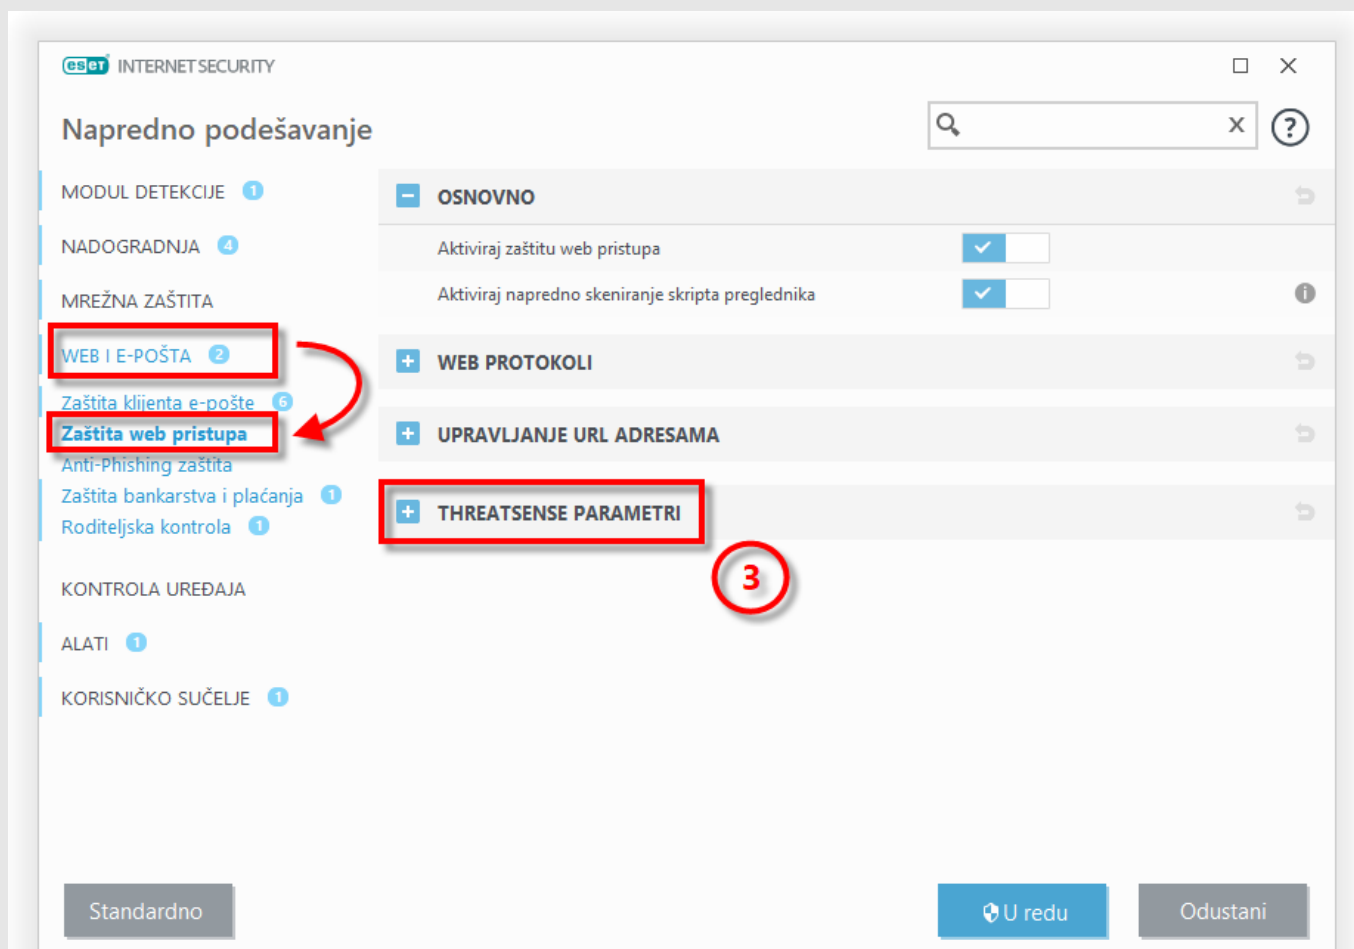 eset INTERNET SECURITY
Napredno podešavanje
x
?
MODUL DETEKCIJE 1
NADOGRADNJA 4
MREŽNA ZAŠTITA
WEB I E-POŠTA 2
Zaštita klijenta e-pošte 6
Zaštita web pristupa
Anti-Phishing zaštita
Zaštita bankarstva i plaćanja 1
Roditeljska kontrola 1
KONTROLA UREĐAJA
ALATI 1
KORISNIČKO SUČELJE 1
OSNOVNO
Aktiviraj zaštitu web pristupa
Aktiviraj napredno skeniranje skripta preglednika
i
WEB PROTOKOLI
UPRAVLJANJE URL ADRESAMA
THREATSENSE PARAMETRI
3
Standardno
U redu
Odustani